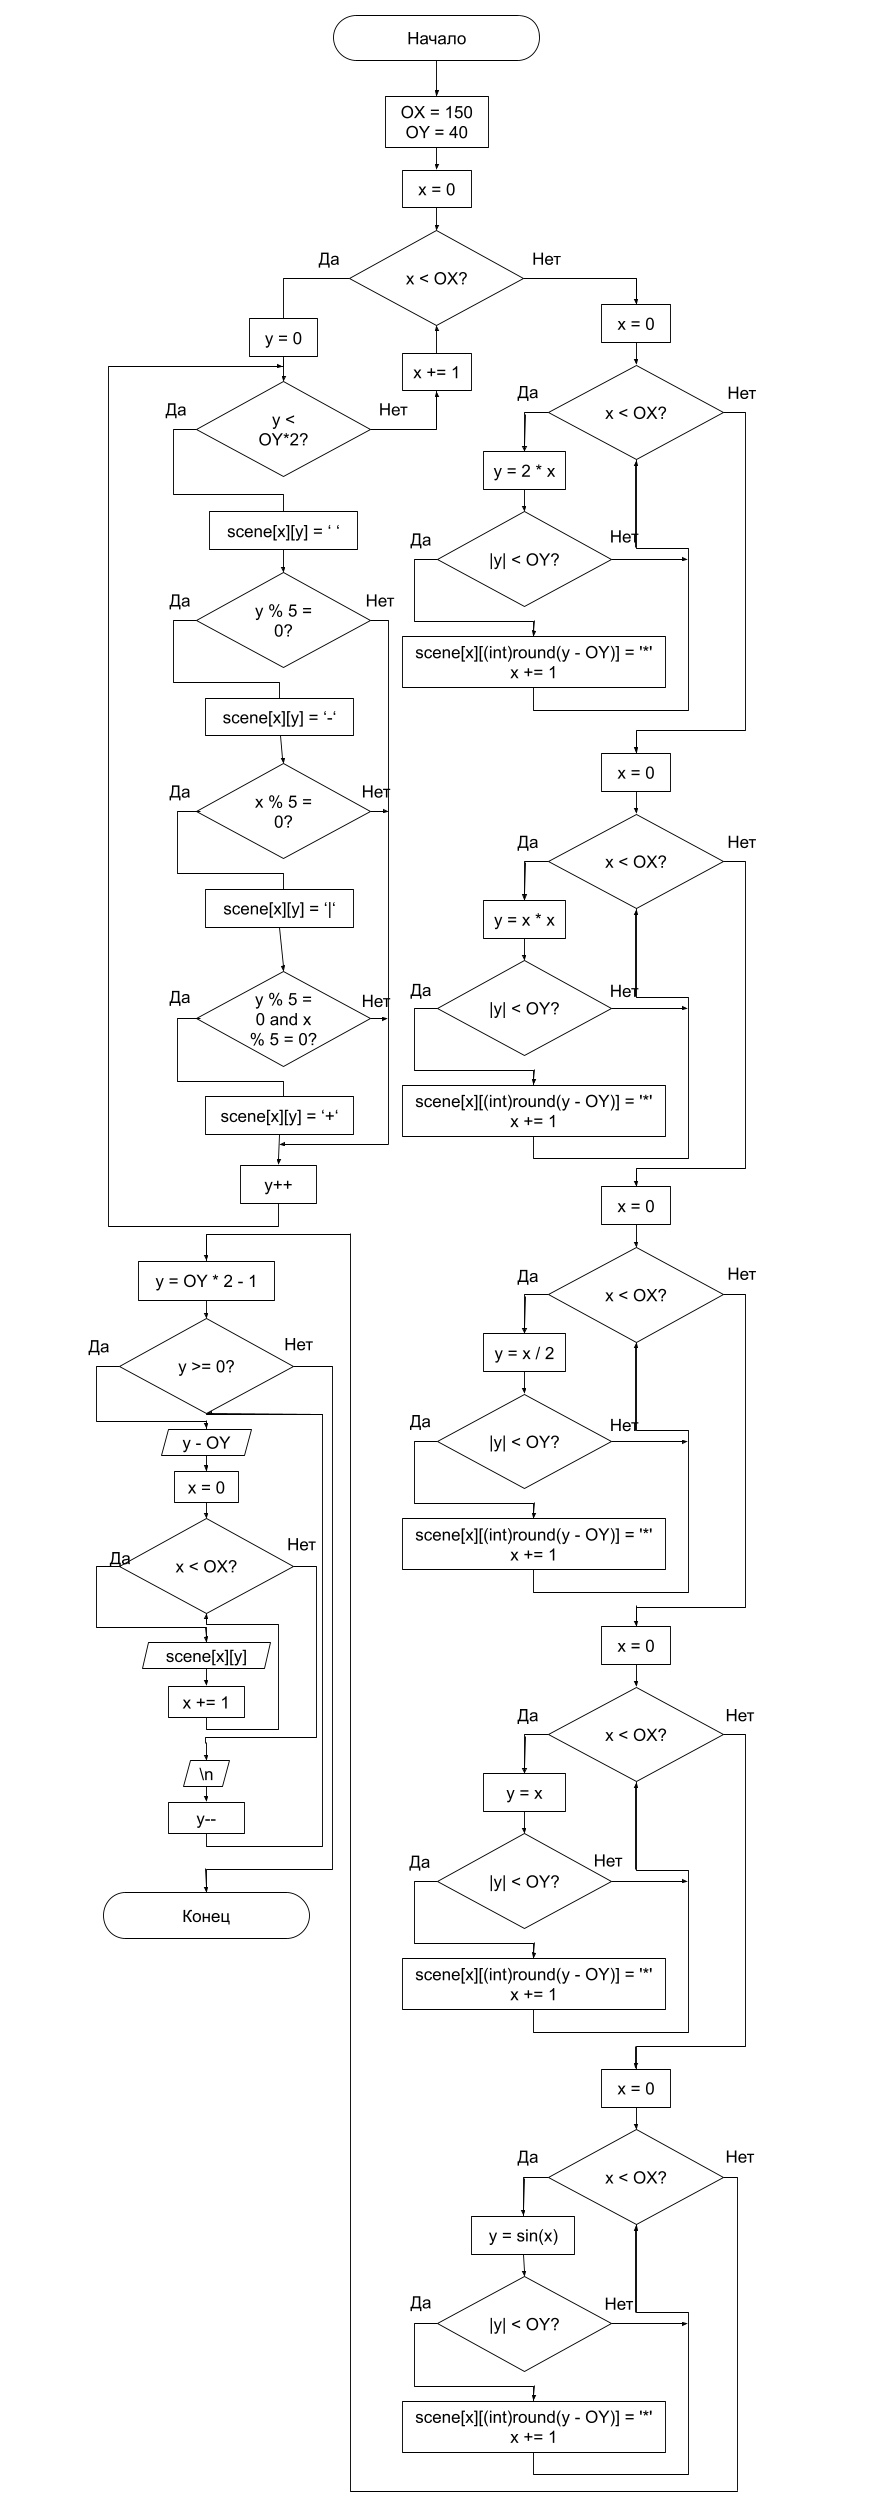 Начало
OX = 150
OY = 40
x = 0
x < OX?
Да
Нет
y = 0
x += 1
y <
OY*2?
Да
Нет
scene[x][y] = ‘ ‘
y % 5 =
0?
Да
Нет
scene[x][y] = ‘-‘
x % 5 =
0?
Да
Нет
scene[x][y] = ‘|‘
y % 5 =
0 and x
% 5 = 0?
Да
Нет
scene[x][y] = ‘+‘
y++
x = 0
x < OX?
Да
Нет
y = 2 * x
|y| < OY?
Да
Нет
scene[x][(int)round(y - OY)] = '*'
x += 1
x = 0
x < OX?
Да
Нет
y = x * x
|y| < OY?
Да
Нет
scene[x][(int)round(y - OY)] = '*'
x += 1
x = 0
x < OX?
Да
Нет
y = x / 2
|y| < OY?
Да
Нет
scene[x][(int)round(y - OY)] = '*'
x += 1
x = 0
x < OX?
Да
Нет
y = x
|y| < OY?
Да
Нет
scene[x][(int)round(y - OY)] = '*'
x += 1
x = 0
x < OX?
Да
Нет
y = sin(x)
|y| < OY?
Да
Нет
scene[x][(int)round(y - OY)] = '*'
x += 1
y = OY * 2 - 1
y >= 0?
Да
Нет
y - OY
x = 0
x < OX?
Да
Нет
scene[x][y]
x += 1
\n
y--
Конец